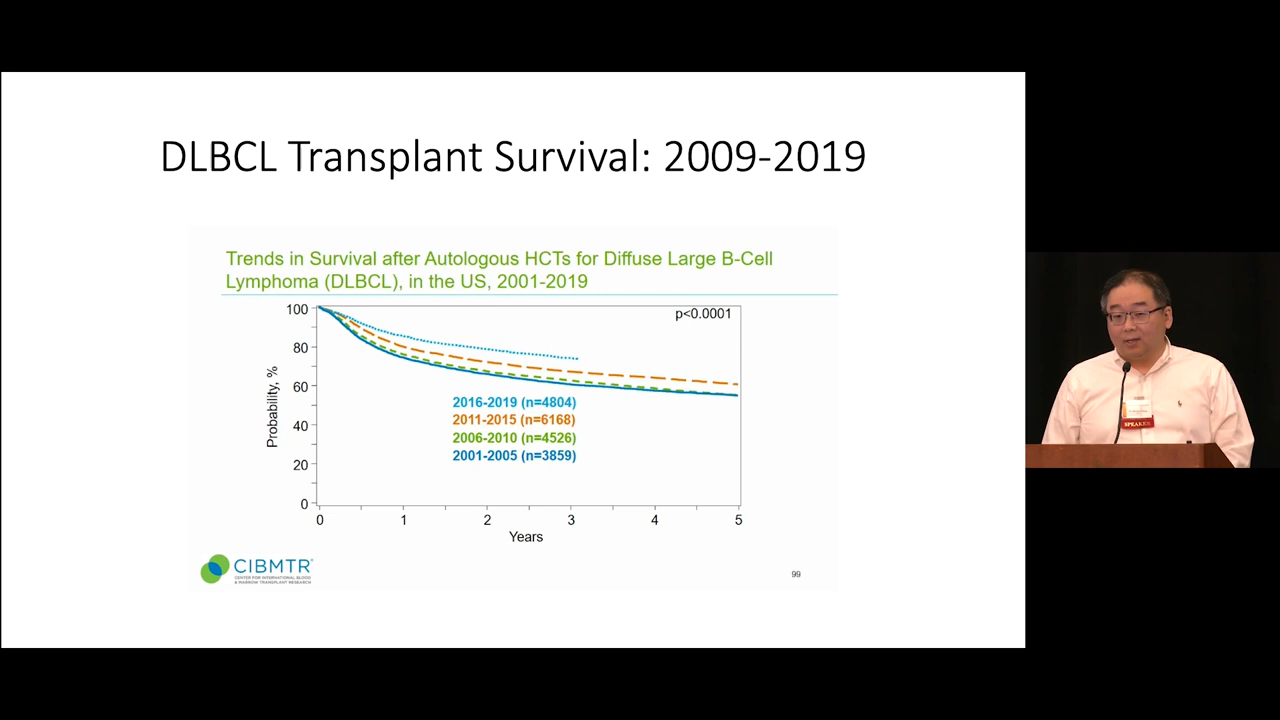 DLBCL Transplant Survival: 2009-2019
Trends in Survival after Autologous HCTs for Diffuse Large B-Cell
Lymphoma (DLBCL), in the US, 2001-2019
p<0.0001
100
80
60
40
20
0
Probability, %
2016-2019 (n=4804)
2011-2015 (n=6168)
2006-2010 (n=4526)
2001-2005 (n=3859)
0 1 2 3 4 5
Years
CIBMTR®
CENTER FOR INTERNATIONAL BLOOD
& MARROW TRANSPLANT RESEARCH
99
SPEAKER